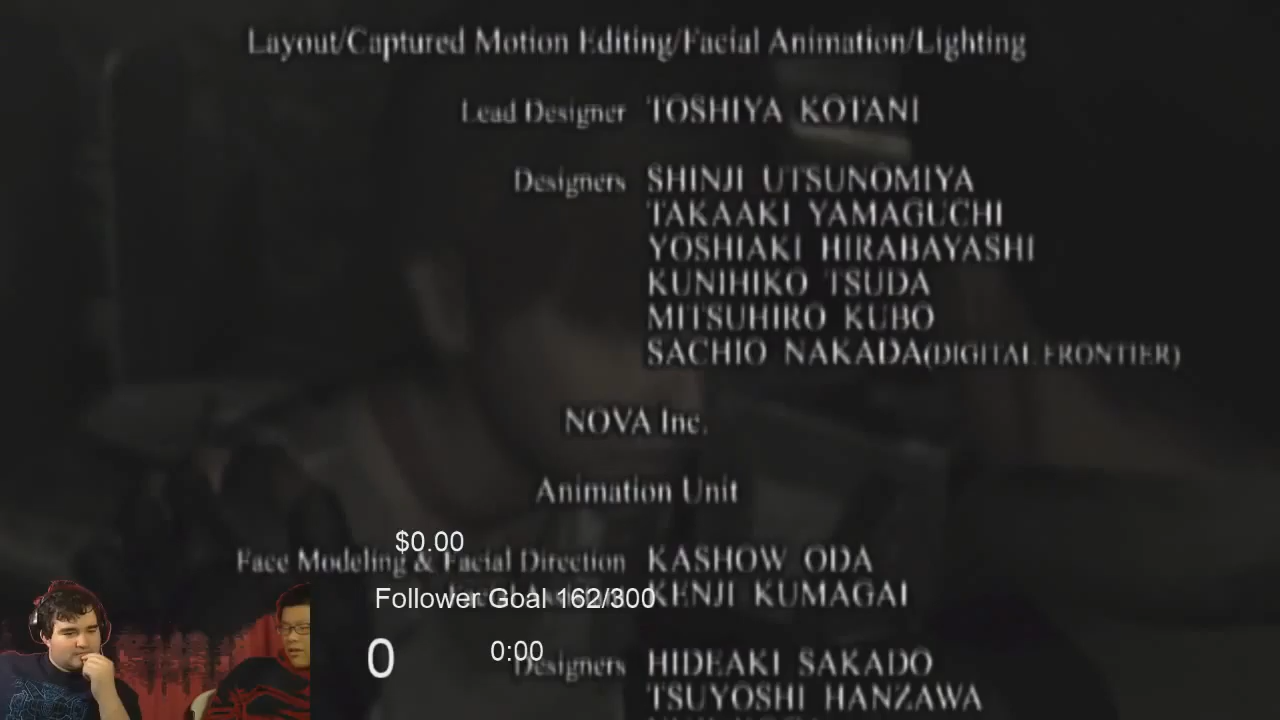 Layout/Captured Motion Editing/Facial Animation/Lighting
Lead Designer TOSHIYA KOTANI
Designers SHINJI UTSUNOMIYA
TAKAAKI YAMAGUCHI
YOSHIAKI HIRABAYASHI
KUNIHIKO TSUDA
MITSUHIRO KUBO
SACHIO NAKADA(DIGITAL FRONTIER)
NOVA Inc.
Animation Unit
$0.00
Face Modeling & Facial Direction KASHOW ODA
KENJI KUMAGAI
Follower Goal 162/300
0
0:00
Designers HIDEAKI SAKADO
TSUYOSHI HANZAWA